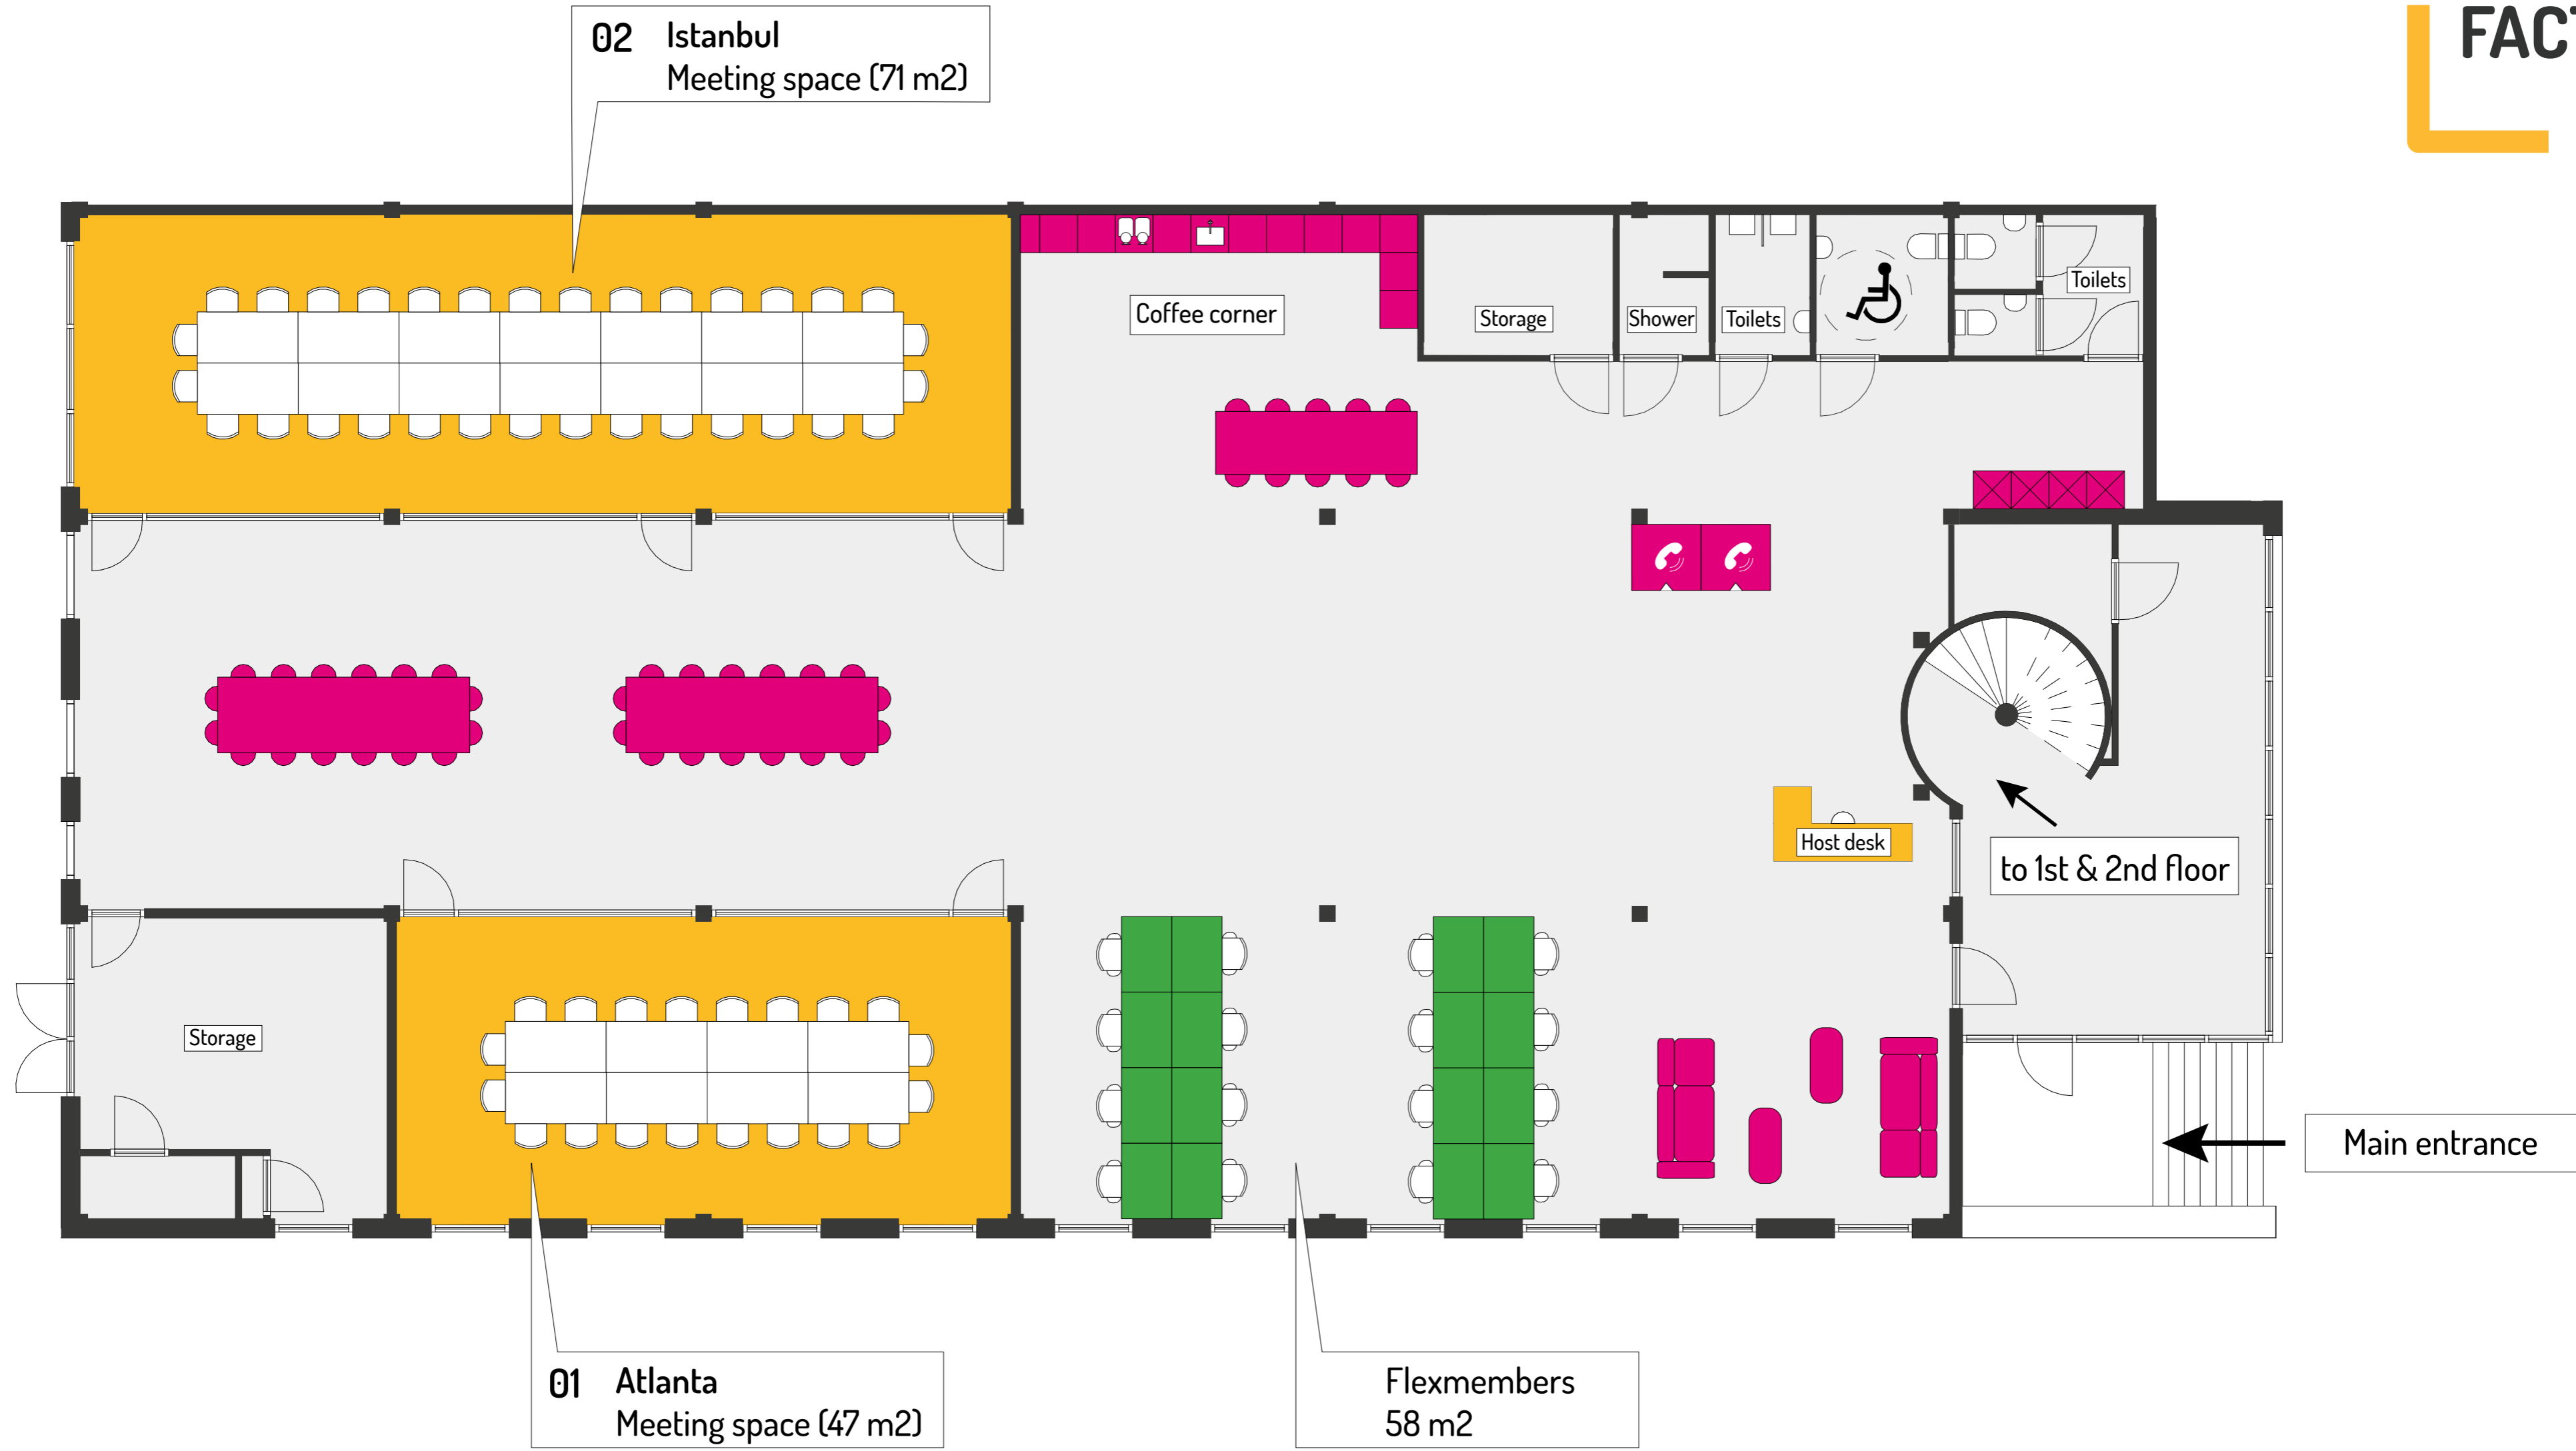 02 Istanbul
Meeting space (71 m2)
FACT
Coffee corner
Storage
Shower
Toilets
Toilets
Host desk
to 1st & 2nd floor
Storage
Main entrance
01 Atlanta
Meeting space (47 m2)
Flexmembers
58 m2